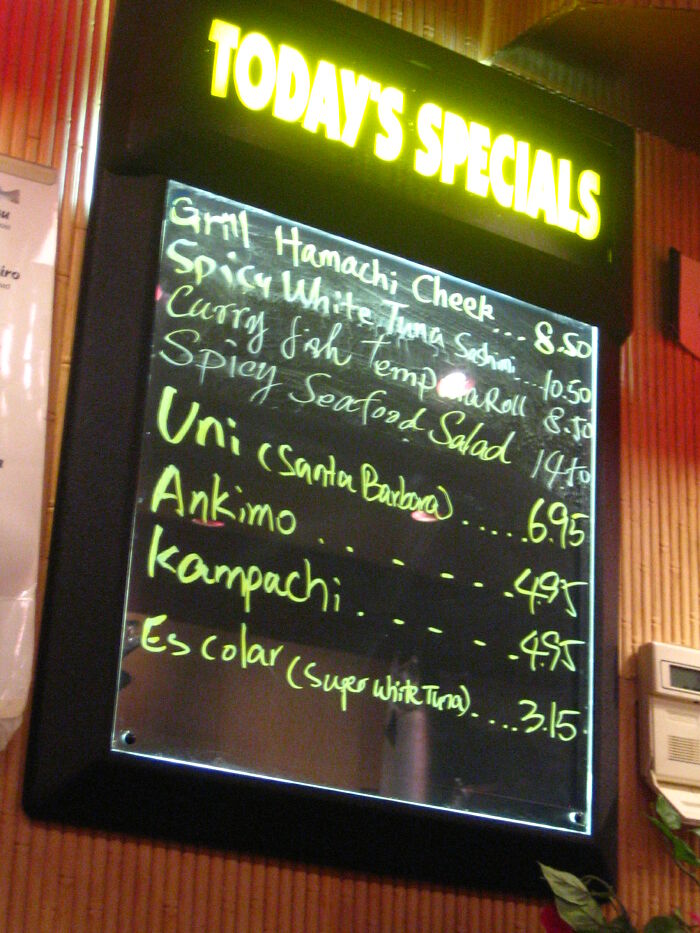 TODAY'S SPECIALS
Grill Hamachi Cheek... 8.50
Spicy White Tuna Sashimi....10.50
Curry fish Tempura Roll 8.50
Spicy Seafood Salad 14.50
Uni (Santa Barbara).....6.95
Ankimo . . - - - .4.95
Kampachi . - - - .4.95
Escolar (Super White Tuna)....3.15